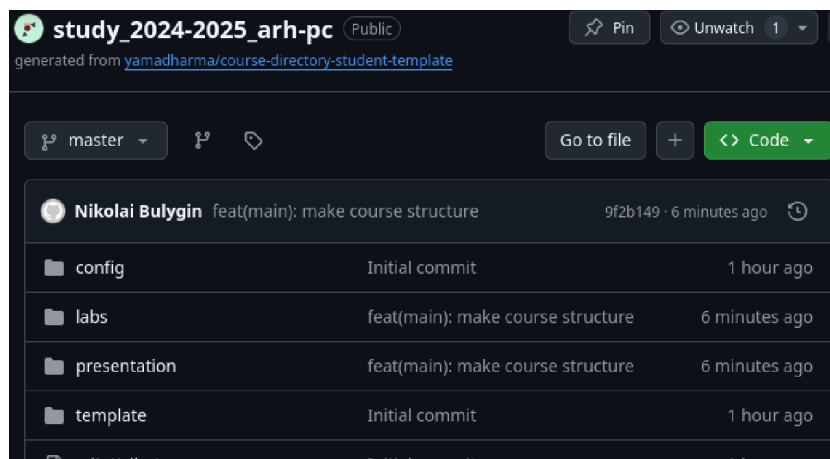 study_2024-2025_arh-pc Public Pin Unwatch 1
generated from yamadharma/course-directory-student-template
master Go to file Code
Nikolai Bulygin feat(main): make course structure 9f2b149 · 6 minutes ago
config Initial commit 1 hour ago
labs feat(main): make course structure 6 minutes ago
presentation feat(main): make course structure 6 minutes ago
template Initial commit 1 hour ago